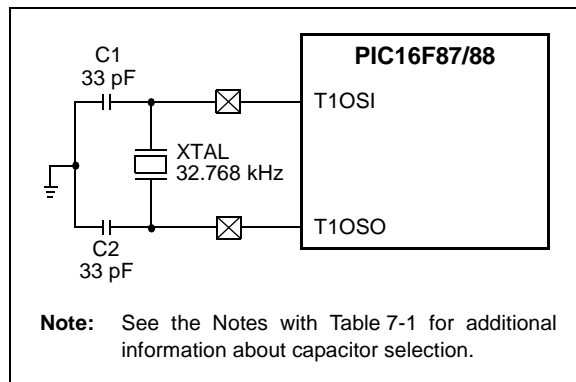 C1
33 pF
PIC16F87/88
T1OSI
XTAL
32.768 kHz
T1OSO
C2
33 pF
Note: See the Notes with Table 7-1 for additional
information about capacitor selection.